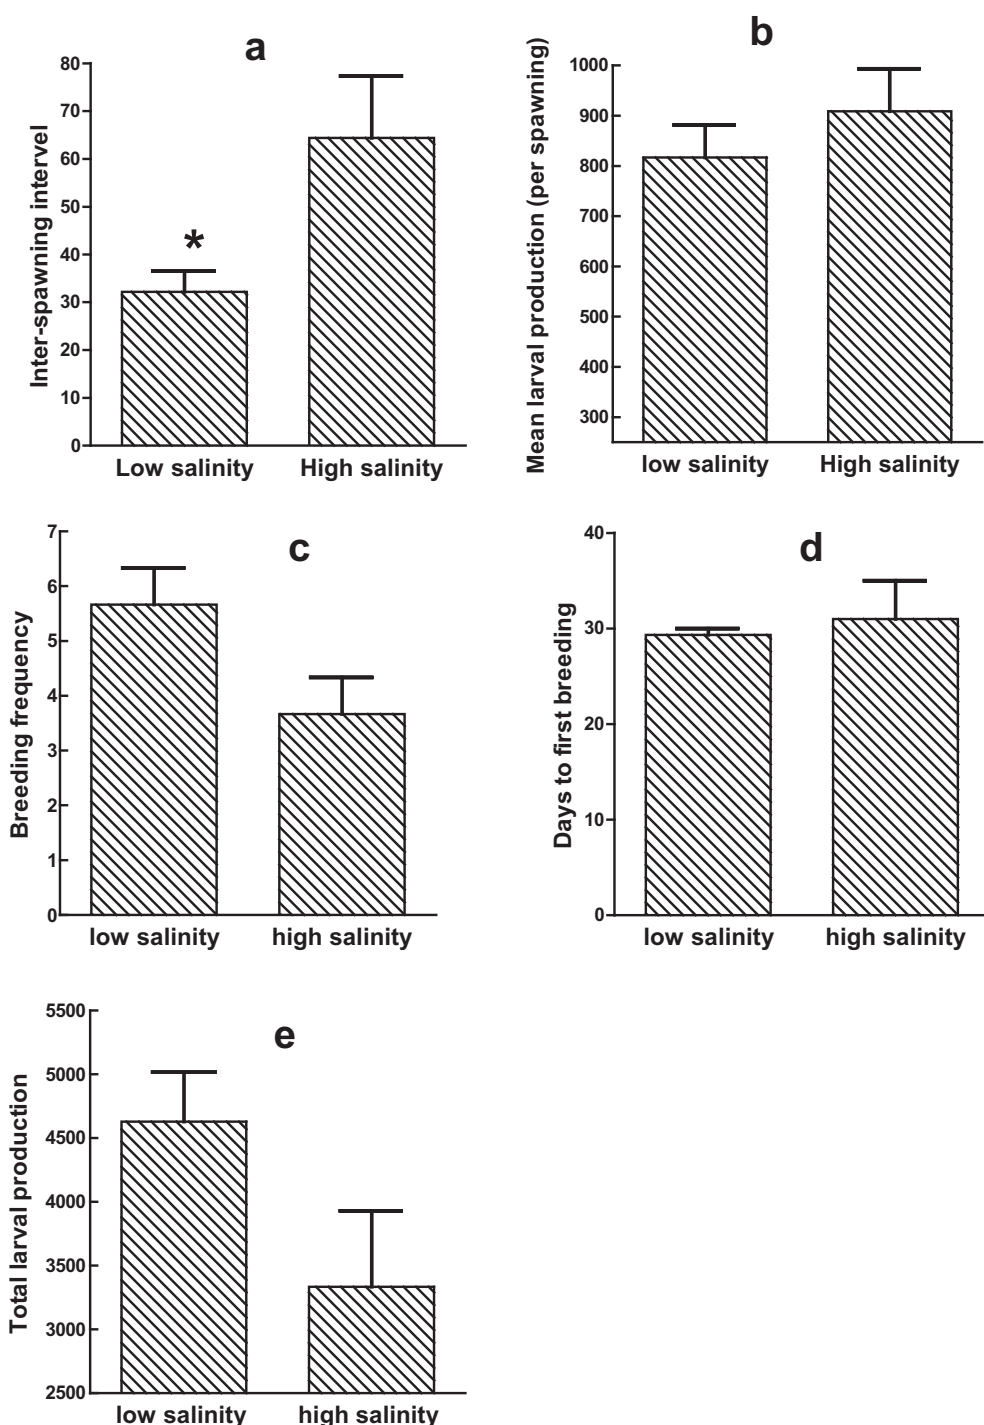 a
Inter-spawning intervel
80
70
60
50
40
30
20
10
0
*
Low salinity
High salinity
b
Mean larval production (per spawning)
1000
900
800
700
600
500
400
300
low salinity
High salinity
c
Breeding frequency
7
6
5
4
3
2
1
0
low salinity
high salinity
d
Days to first breeding
40
30
20
10
0
low salinity
high salinity
e
Total larval production
5500
5000
4500
4000
3500
3000
2500
low salinity
high salinity